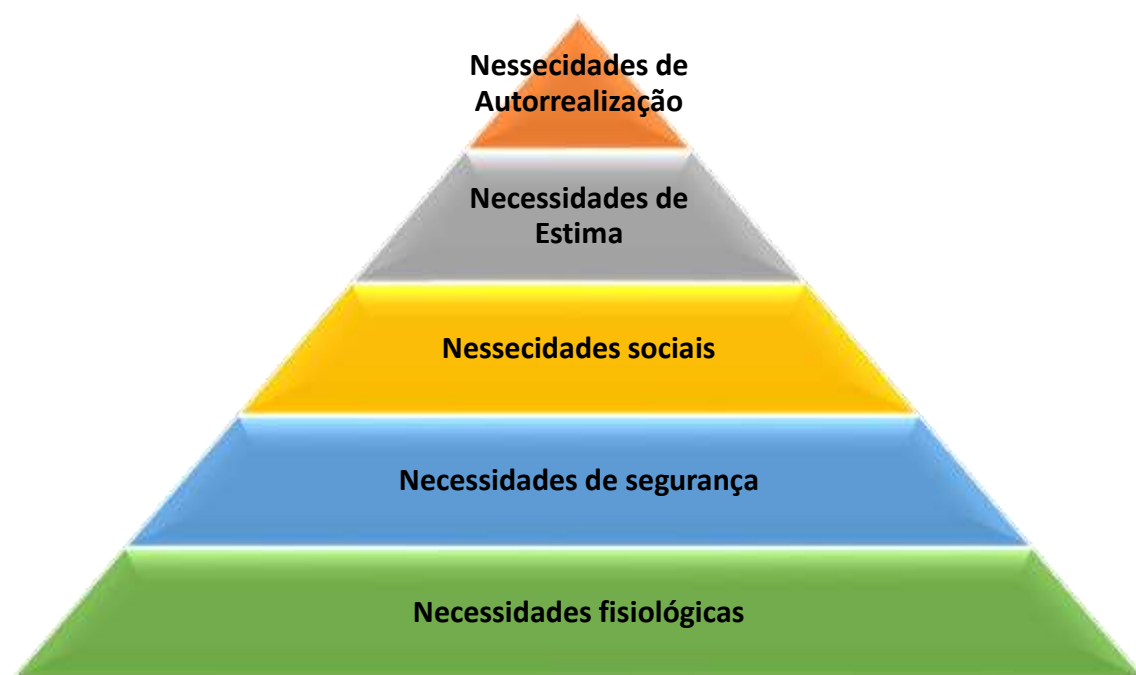 Nessecidades de
Autorrealização
Necessidades de
Estima
Nessecidades sociais
Necessidades de segurança
Necessidades fisiológicas